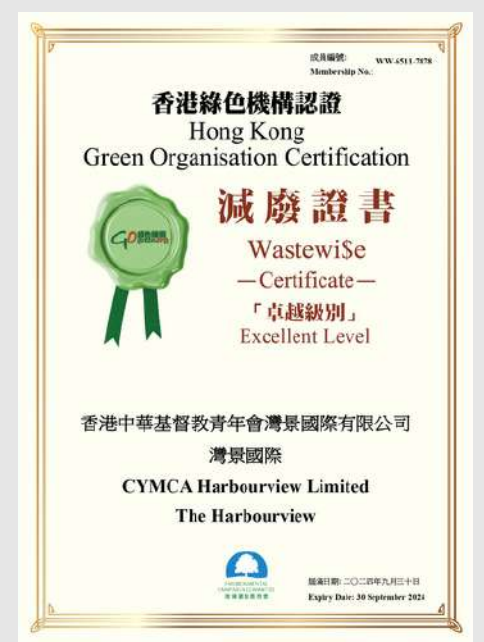 成員編號:
WW-6511-7878
Membership No.:
香港綠色機構認證
Hong Kong
Green Organisation Certification
減廢證書
Wastewi$e
—Certificate—
「卓越級別」
Excellent Level
香港中華基督教青年會灣景國際有限公司
灣景國際
CYMCA Harbourview Limited
The Harbourview
屆滿日期: 二〇二四年九月三十日
Expiry Date: 30 September 2024